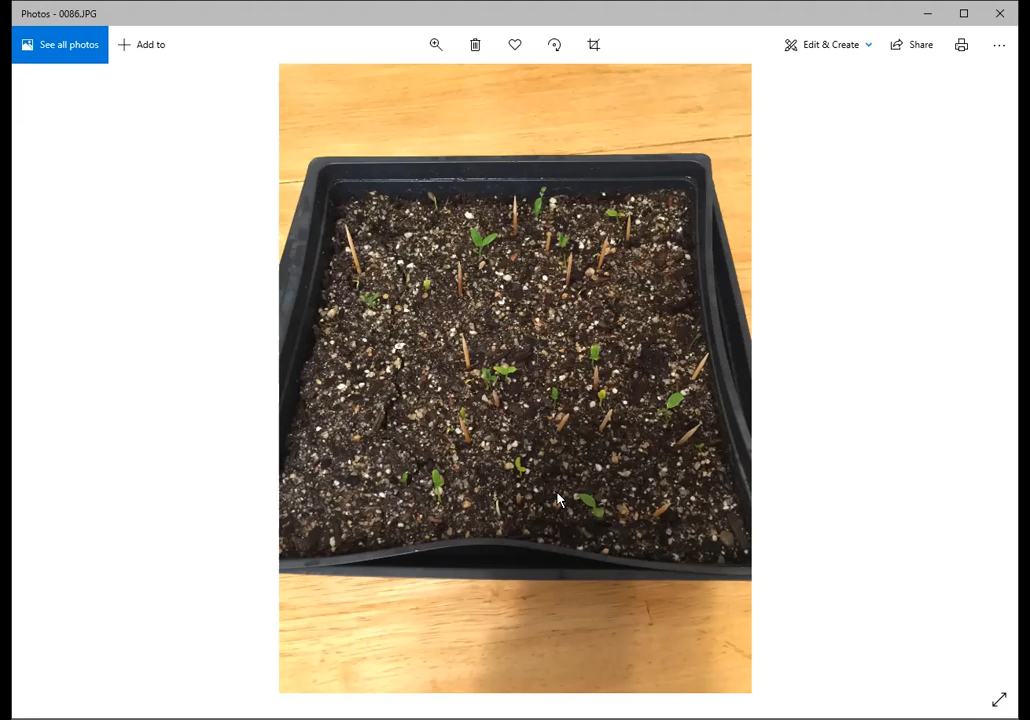 Photos - 0086.JPG
See all photos
Add to
Edit & Create
Share